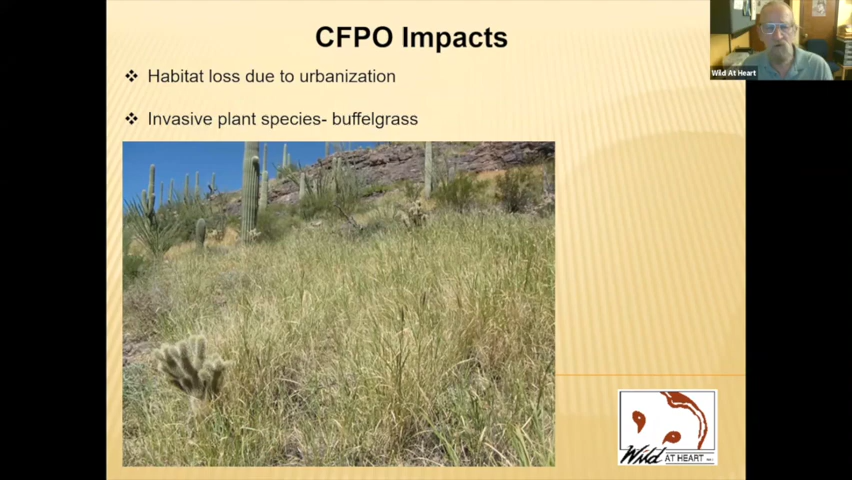 CFPO Impacts
Habitat loss due to urbanization
Invasive plant species- buffelgrass
Wild At Heart
Wild AT HEART